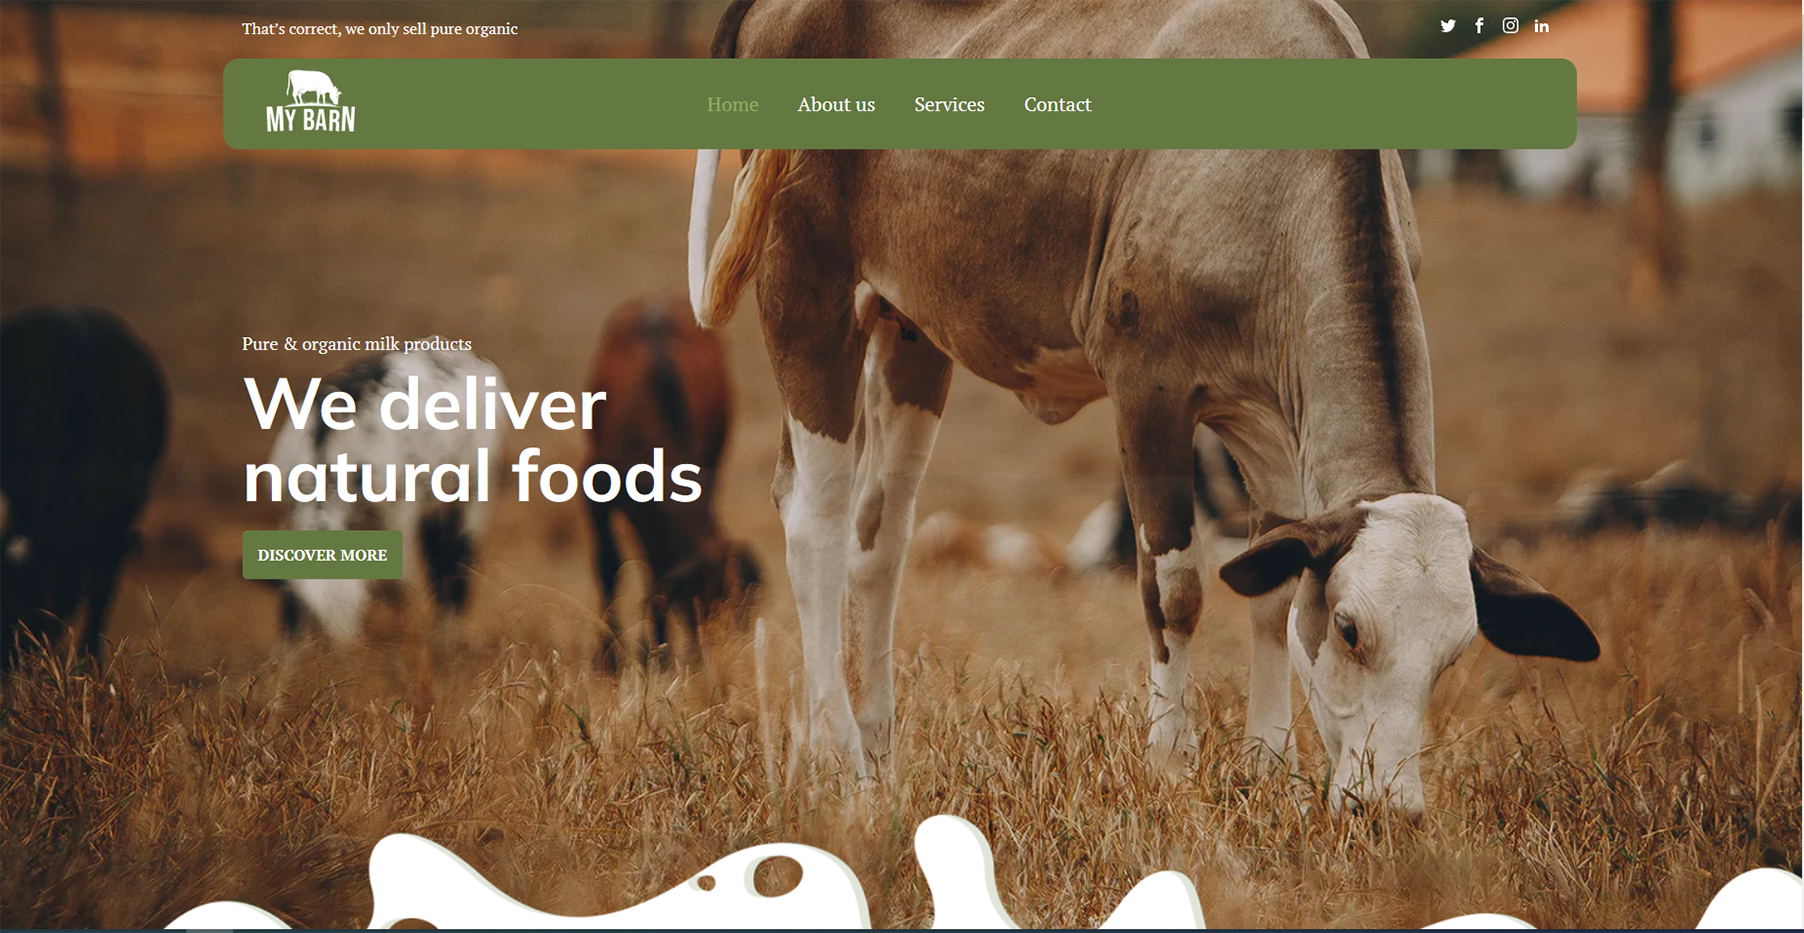 That’s correct, we only sell pure organic
MY BARN
Home
About us
Services
Contact
Pure & organic milk products
We deliver
natural foods
DISCOVER MORE